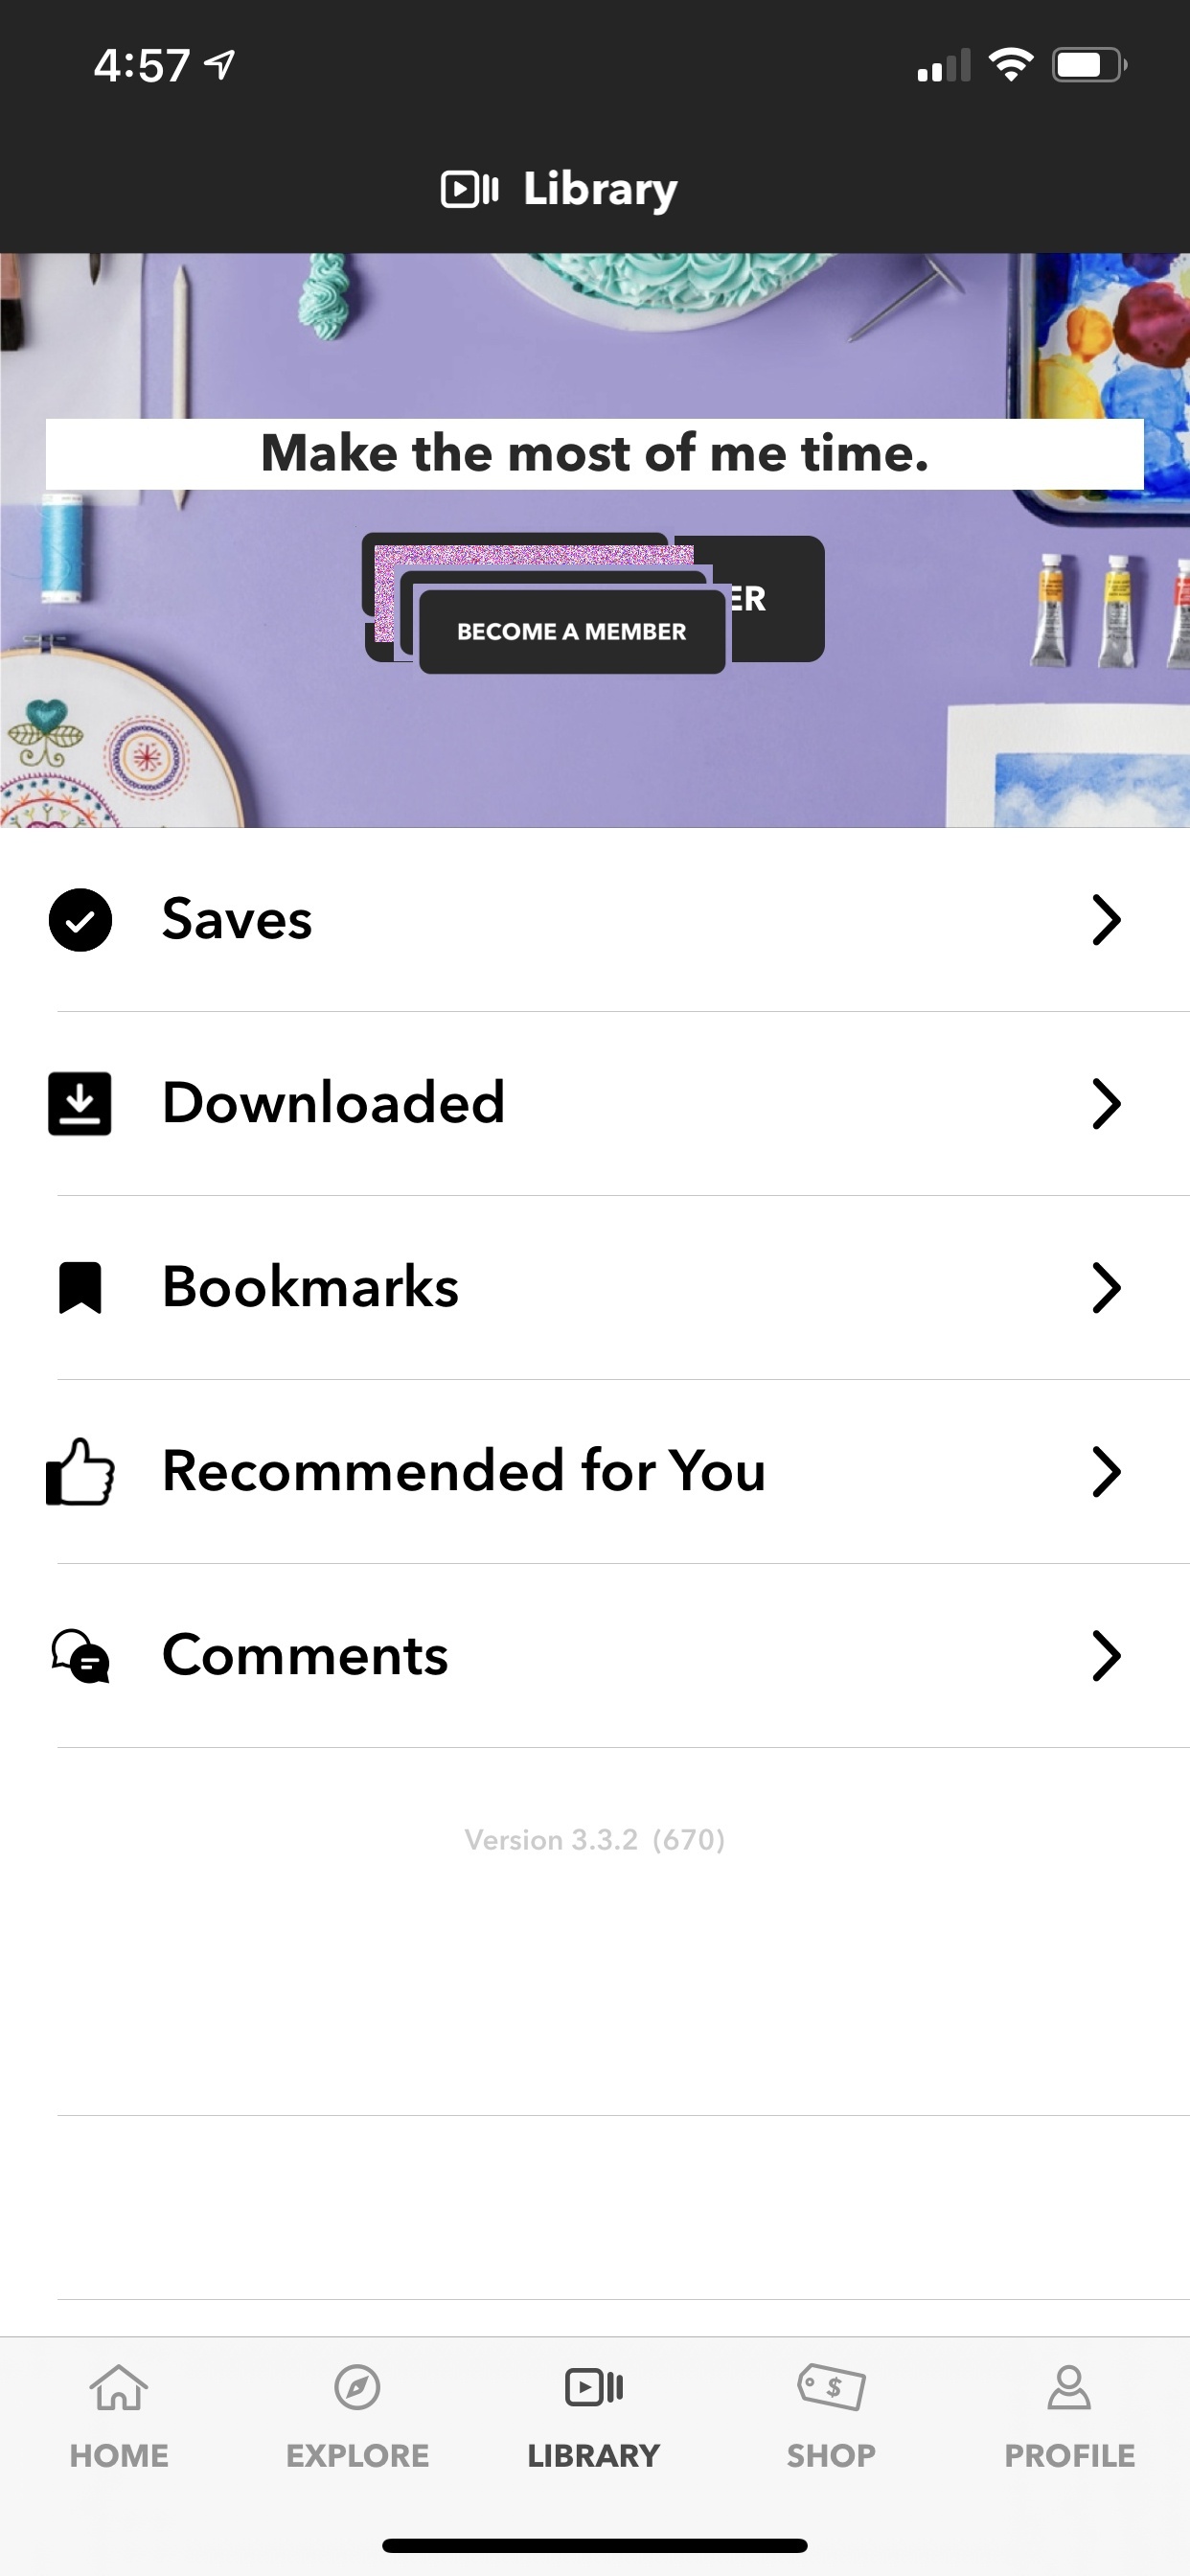 4:57
Library
Make the most of me time.
ER
BECOME A MEMBER
Saves
Downloaded
Bookmarks
Recommended for You
Comments
Version 3.3.2 (670)
HOME
EXPLORE
LIBRARY
SHOP
PROFILE